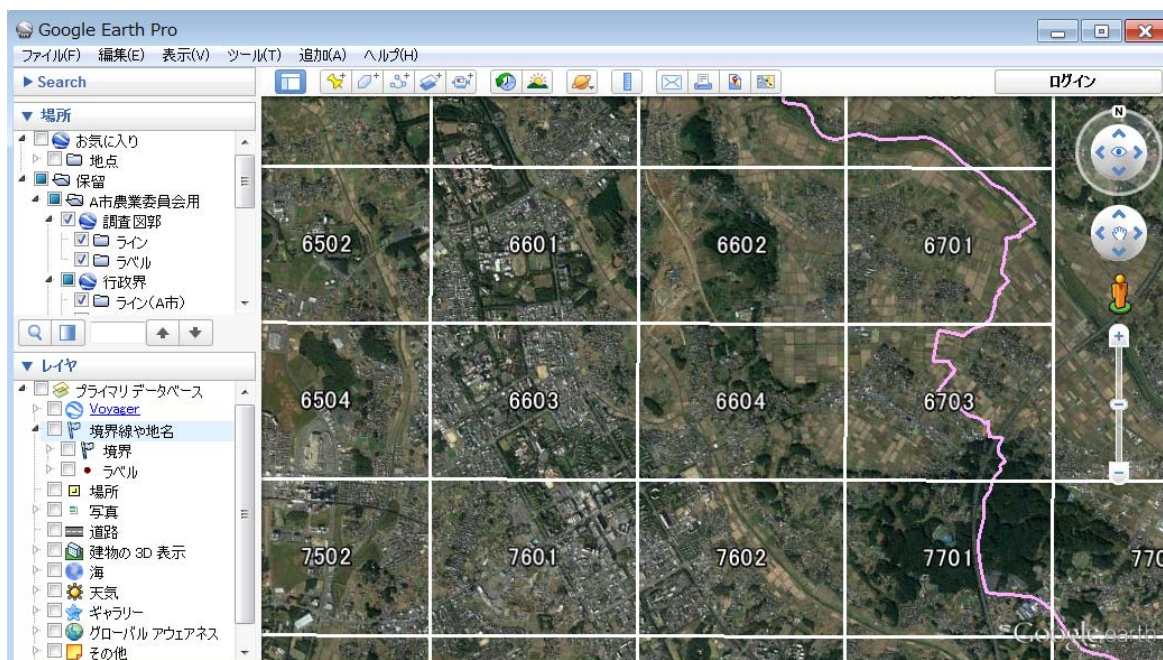 Google Earth Pro
ファイル(F) 編集(E) 表示(V) ツール(T) 追加(A) ヘルプ(H)
Search
ログイン
場所
お気に入り
地点
保留
A市農業委員会用
調査図郭
ライン
ラベル
行政界
ライン(A市)
レイヤ
プライマリ データベース
Voyager
境界線や地名
境界
ラベル
場所
写真
道路
建物の 3D 表示
海
天気
ギャラリー
グローバル アウェアネス
その他
N
6502 6601 6602 6701
6504 6603 6604 6703
7502 7601 7602 7701 770
Google earth